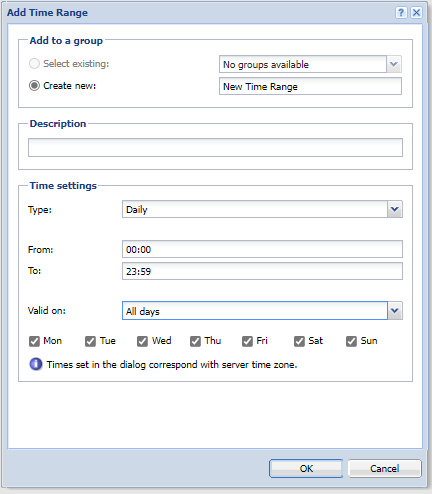 Add Time Range
Add to a group
Select existing: No groups available
Create new: New Time Range
Description
Time settings
Type: Daily
From: 00:00
To: 23:59
Valid on: All days
Mon Tue Wed Thu Fri Sat Sun
Times set in the dialog correspond with server time zone.
OK Cancel